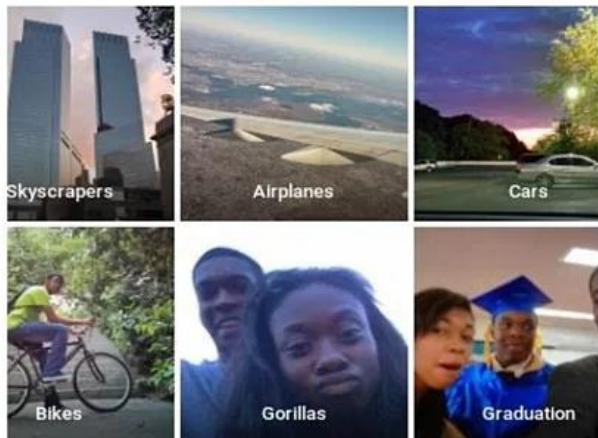 Skyscrapers
Airplanes
Cars
Bikes
Gorillas
Graduation